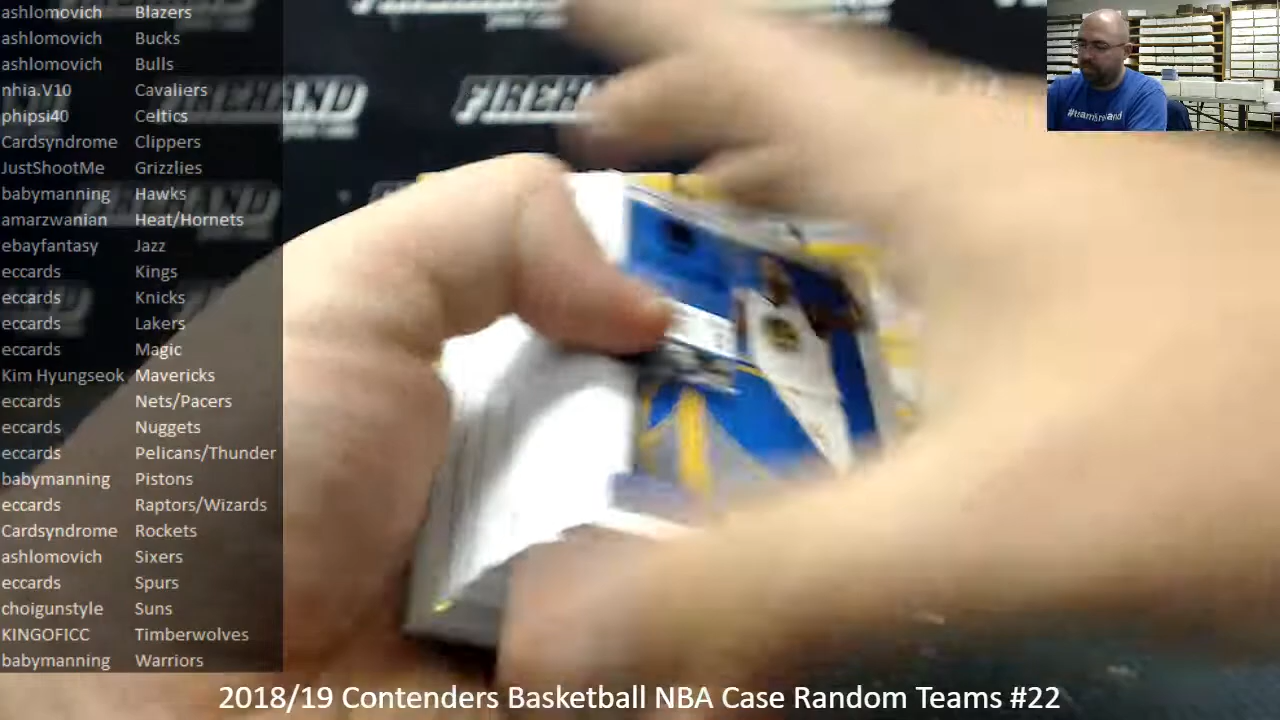 ashlomovich Blazers
ashlomovich Bucks
ashlomovich Bulls
nhia.V10 Cavaliers
phipsi40 Celtics
Cardsyndrome Clippers
JustShootMe Grizzlies
babymanning Hawks
amarzwanian Heat/Hornets
ebayfantasy Jazz
eccards Kings
eccards Knicks
eccards Lakers
eccards Magic
Kim Hyungseok Mavericks
eccards Nets/Pacers
eccards Nuggets
eccards Pelicans/Thunder
babymanning Pistons
eccards Raptors/Wizards
Cardsyndrome Rockets
ashlomovich Sixers
eccards Spurs
choigunstyle Suns
KINGOFICC Timberwolves
babymanning Warriors
2018/19 Contenders Basketball NBA Case Random Teams #22